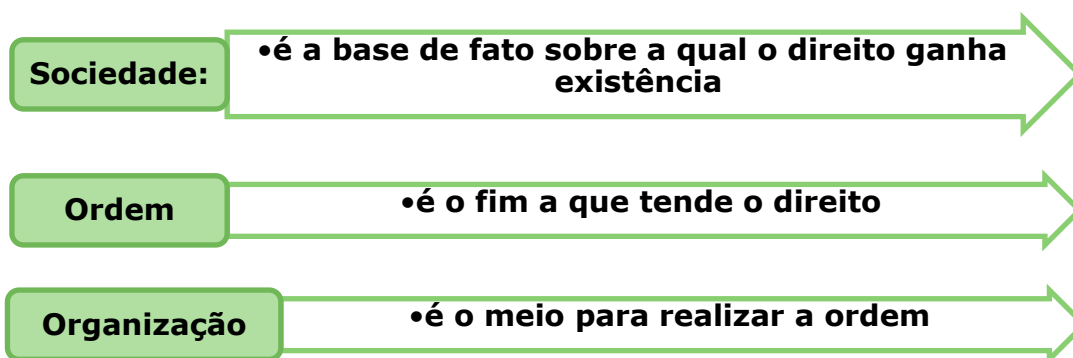 Sociedade:
•é a base de fato sobre a qual o direito ganha
existência
Ordem
•é o fim a que tende o direito
Organização
•é o meio para realizar a ordem